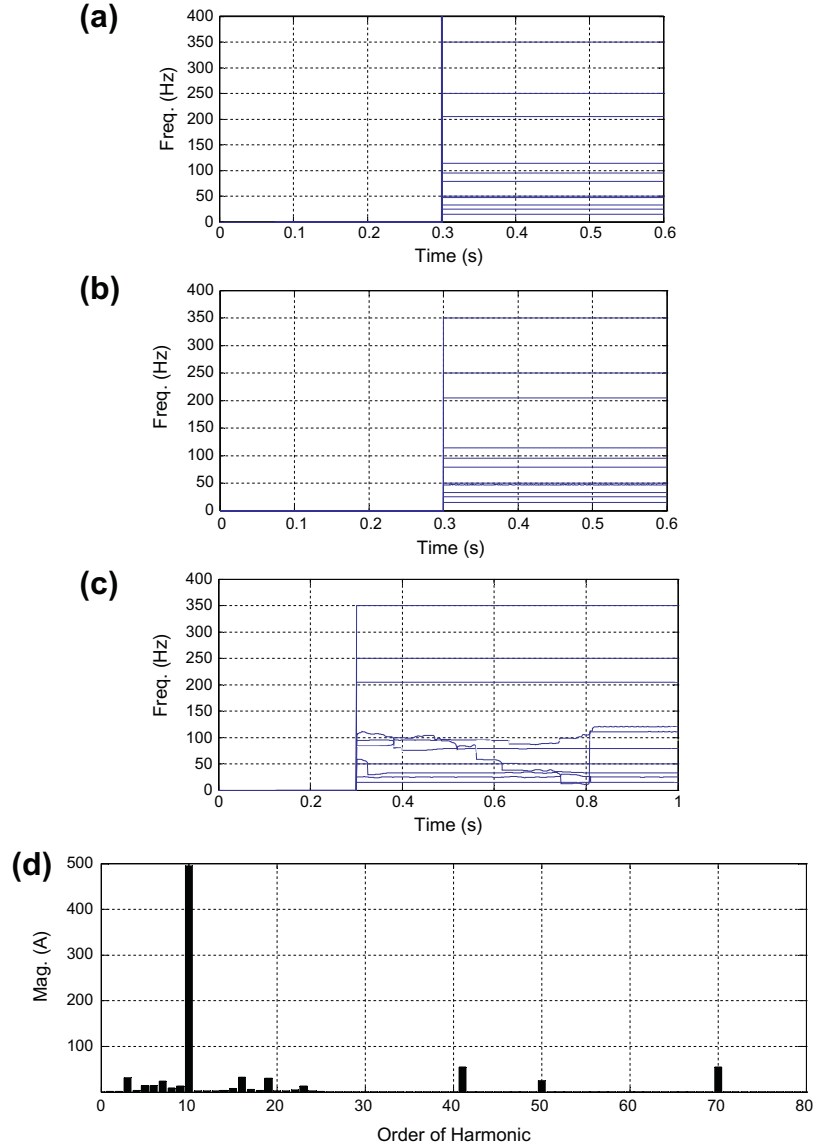 (a)
400
350
300
250
200
150
100
50
0
Freq. (Hz)
0 0.1 0.2 0.3 0.4 0.5 0.6
Time (s)
(b)
400
350
300
250
200
150
100
50
0
Freq. (Hz)
0 0.1 0.2 0.3 0.4 0.5 0.6
Time (s)
(c)
400
350
300
250
200
150
100
50
0
Freq. (Hz)
0 0.2 0.4 0.6 0.8 1
Time (s)
(d)
500
400
300
200
100
Mag. (A)
0 10 20 30 40 50 60 70 80
Order of Harmonic